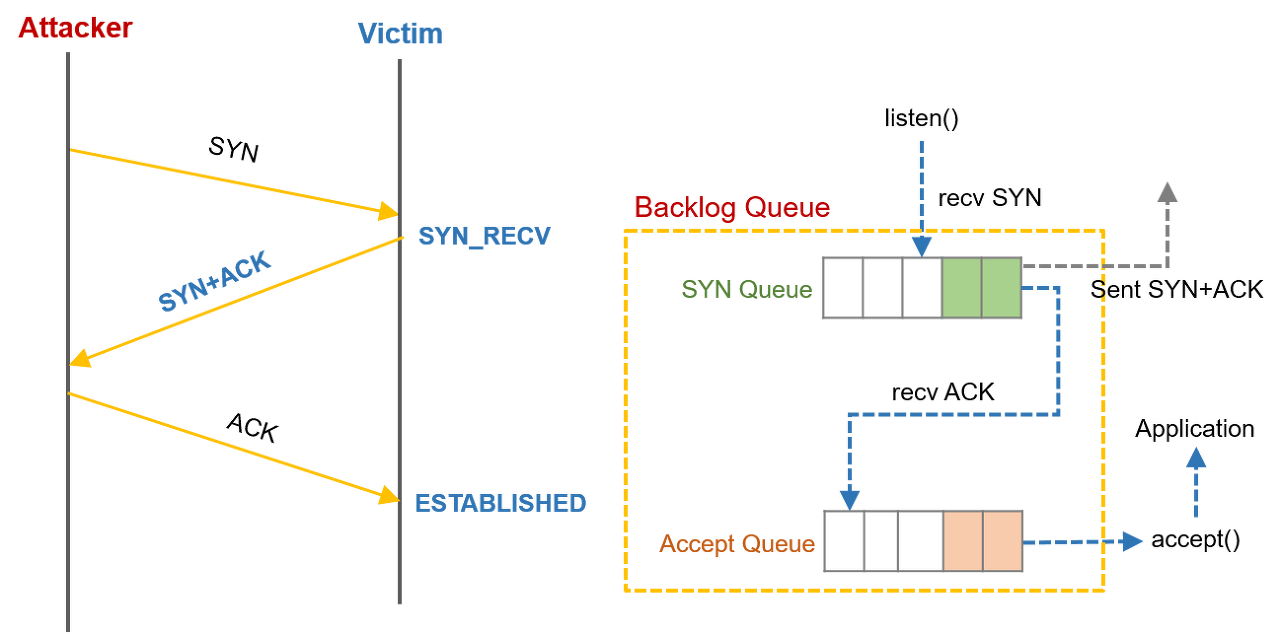 Attacker
Victim
SYN
SYN_RECV
SYN+ACK
ACK
ESTABLISHED
listen()
recv SYN
Backlog Queue
SYN Queue
Sent SYN+ACK
recv ACK
Application
Accept Queue
accept()